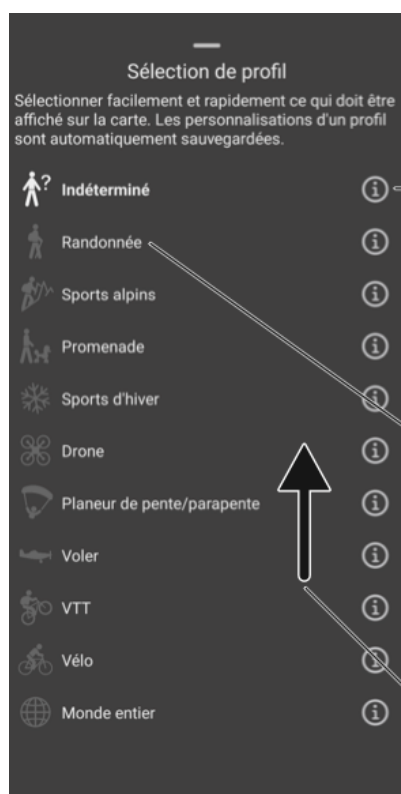 Sélection de profil
Sélectionner facilement et rapidement ce qui doit être
affiché sur la carte. Les personnalisations d'un profil
sont automatiquement sauvegardées.
Indéterminé
Randonnée
Sports alpins
Promenade
Sports d'hiver
Drone
Planeur de pente/parapente
Voler
VTT
Vélo
Monde entier